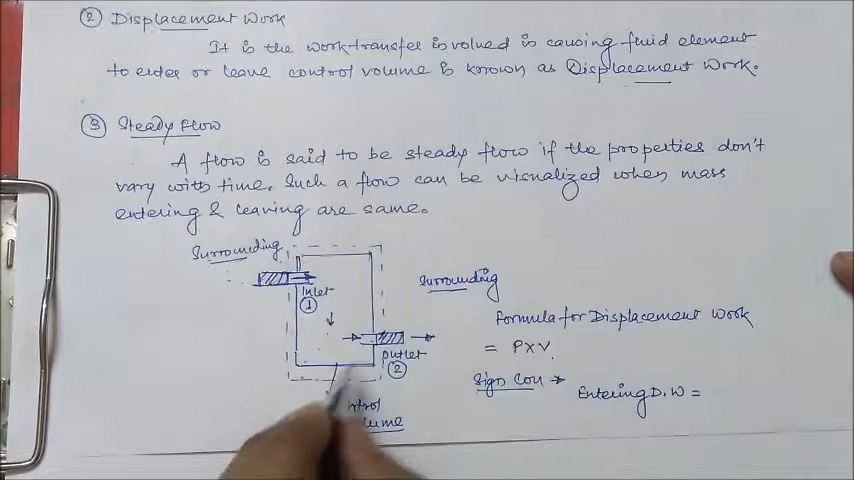 ② Displacement Work
It is the work transfer involved is causing fluid element
to enter or leave control volume is known as Displacement Work.
③ Steady Flow
A flow is said to be steady flow if the properties don't
vary with time. Such a flow can be visualized when mass
entering & leaving are same.
Surrounding
Inlet
①
Surrounding
Formula for Displacement Work
= P×V.
outlet
②
Sign Con →
Entering D.W =